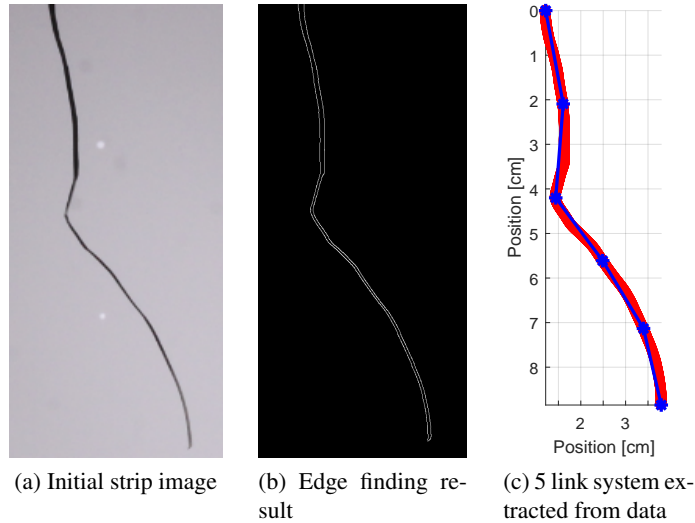 0
1
2
3
4
5
6
7
8
Position [cm]
2 3
Position [cm]
(a) Initial strip image
(b) Edge finding re-
sult
(c) 5 link system ex-
tracted from data